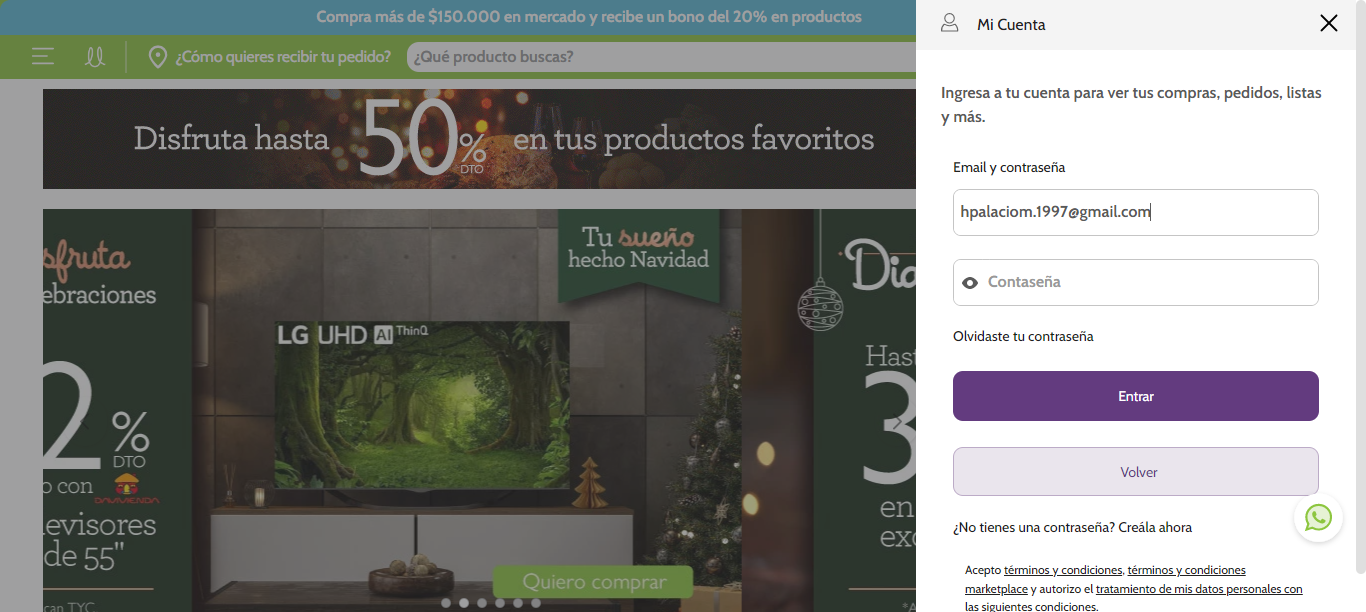 Compra más de $150.000 en mercado y recibe un bono del 20% en productos
¿Cómo quieres recibir tu pedido?
¿Qué producto buscas?
Disfruta hasta 50% DTO en tus productos favoritos
sfruta
ebraciones
2% DTO
o con
DAVIVIENDA
levisores
de 55"
can TYC
Tu sueño
hecho Navidad
LG UHD AI ThinQ
Quiero comprar
Día
Hast
3
en
exc
*A
Mi Cuenta
Ingresa a tu cuenta para ver tus compras, pedidos, listas
y más.
Email y contraseña
hpalaciom.1997@gmail.com
Contaseña
Olvidaste tu contraseña
Entrar
Volver
¿No tienes una contraseña? Creála ahora
Acepto términos y condiciones, términos y condiciones
marketplace y autorizo el tratamiento de mis datos personales con
las siguientes condiciones.